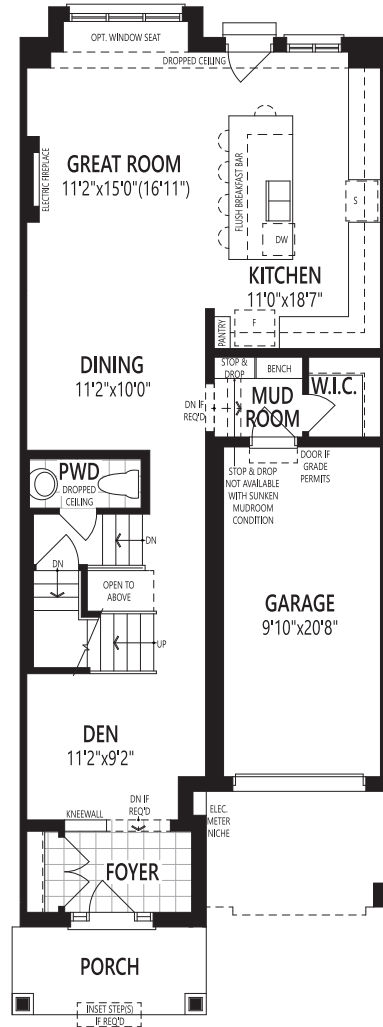 OPT. WINDOW SEAT
DROPPED CEILING
ELECTRIC FIREPLACE
GREAT ROOM
11'2"x15'0"(16'11")
FLUSH BREAKFAST BAR
S
DW
KITCHEN
11'0"x18'7"
PANTRY
F
DINING
11'2"x10'0"
STOP &
DROP
BENCH
W.I.C.
DN IF
REQ'D
MUD
ROOM
STOP & DROP
NOT AVAILABLE
WITH SUNKEN
MUDROOM
CONDITION
DOOR IF
GRADE
PERMITS
PWD
DROPPED
CEILING
DN
DN
OPEN TO
ABOVE
UP
GARAGE
9'10"x20'8"
DEN
11'2"x9'2"
KNEEWALL
DN IF
REQ'D
ELEC.
METER
NICHE
FOYER
PORCH
INSET STEP(S)
IF REQ'D